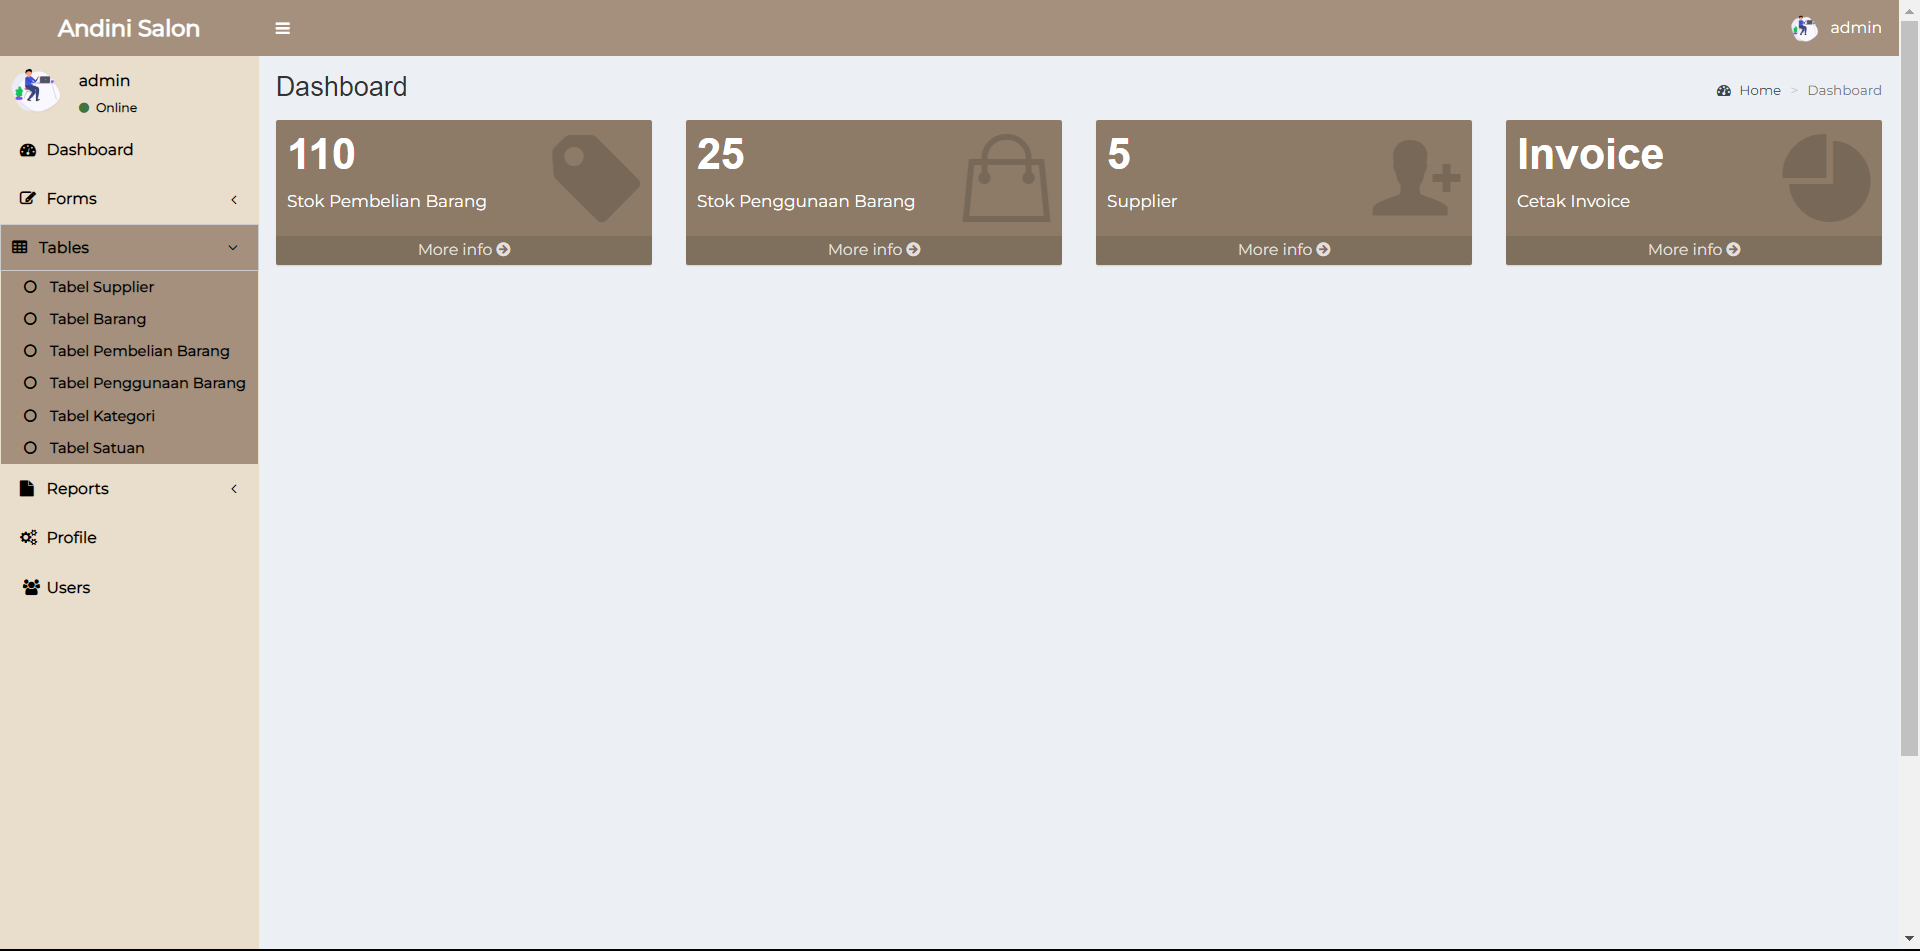 Andini Salon
admin
admin
Online
Dashboard
Forms
Tables
Tabel Supplier
Tabel Barang
Tabel Pembelian Barang
Tabel Penggunaan Barang
Tabel Kategori
Tabel Satuan
Reports
Profile
Users
Dashboard
Home > Dashboard
110
Stok Pembelian Barang
More info
25
Stok Penggunaan Barang
More info
5
Supplier
More info
Invoice
Cetak Invoice
More info